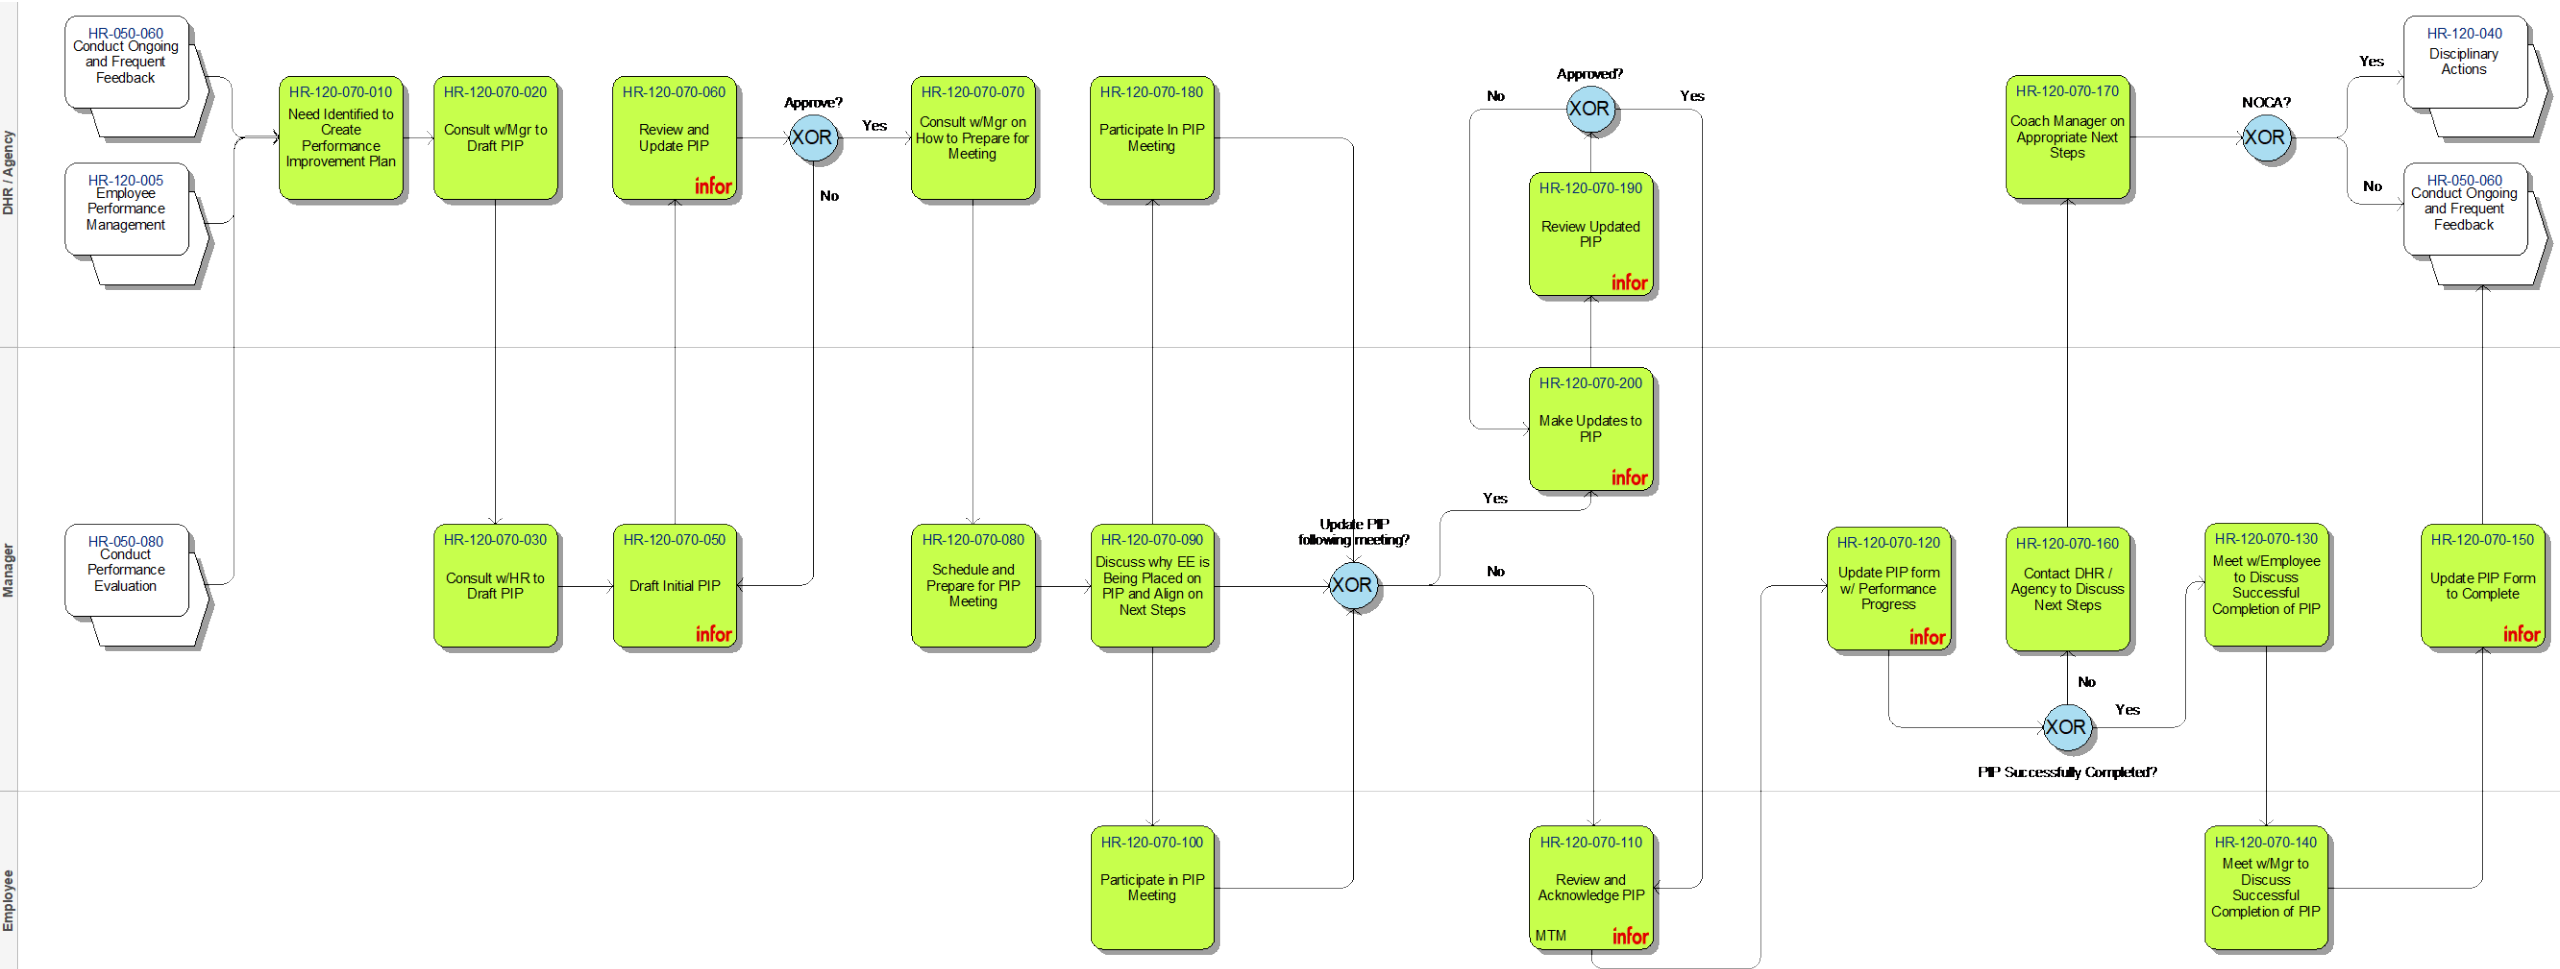 DHR / Agency
HR-050-060
Conduct Ongoing
and Frequent
Feedback
HR-120-005
Employee
Performance
Management
HR-120-070-010
Need Identified to
Create
Performance
Improvement Plan
HR-120-070-020
Consult w/Mgr to
Draft PIP
HR-120-070-060
Review and
Update PIP
infor
Approve?
XOR
Yes
No
HR-120-070-070
Consult w/Mgr on
How to Prepare for
Meeting
HR-120-070-180
Participate In PIP
Meeting
Approved?
XOR
No
Yes
HR-120-070-190
Review Updated
PIP
infor
HR-120-070-170
Coach Manager on
Appropriate Next
Steps
NOCA?
XOR
Yes
No
HR-120-040
Disciplinary
Actions
HR-050-060
Conduct Ongoing
and Frequent
Feedback
Manager
HR-050-080
Conduct
Performance
Evaluation
HR-120-070-030
Consult w/HR to
Draft PIP
HR-120-070-050
Draft Initial PIP
infor
HR-120-070-080
Schedule and
Prepare for PIP
Meeting
HR-120-070-090
Discuss why EE is
Being Placed on
PIP and Align on
Next Steps
Update PIP
following meeting?
XOR
Yes
No
HR-120-070-200
Make Updates to
PIP
infor
HR-120-070-120
Update PIP form
w/ Performance
Progress
infor
HR-120-070-160
Contact DHR /
Agency to Discuss
Next Steps
No
XOR
Yes
PIP Successfully Completed?
HR-120-070-130
Meet w/Employee
to Discuss
Successful
Completion of PIP
HR-120-070-150
Update PIP Form
to Complete
infor
Employee
HR-120-070-100
Participate in PIP
Meeting
HR-120-070-110
Review and
Acknowledge PIP
MTM
infor
HR-120-070-140
Meet w/Mgr to
Discuss
Successful
Completion of PIP